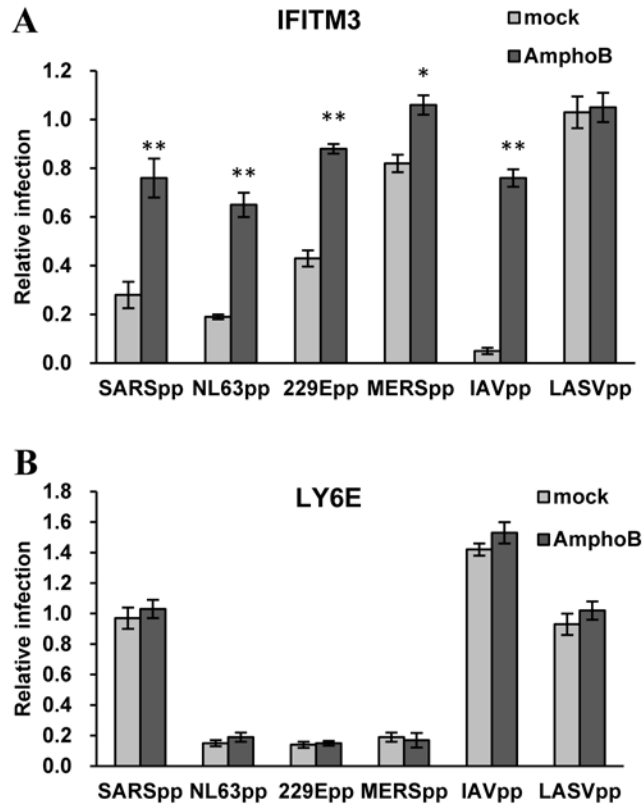 A
IFITM3
mock
AmphoB
Relative infection
1.2
1.0
0.8
0.6
0.4
0.2
0.0
**
**
**
*
**
SARSpp NL63pp 229Epp MERSpp IAVpp LASVpp
B
LY6E
mock
AmphoB
Relative infection
1.8
1.6
1.4
1.2
1.0
0.8
0.6
0.4
0.2
0.0
SARSpp NL63pp 229Epp MERSpp IAVpp LASVpp